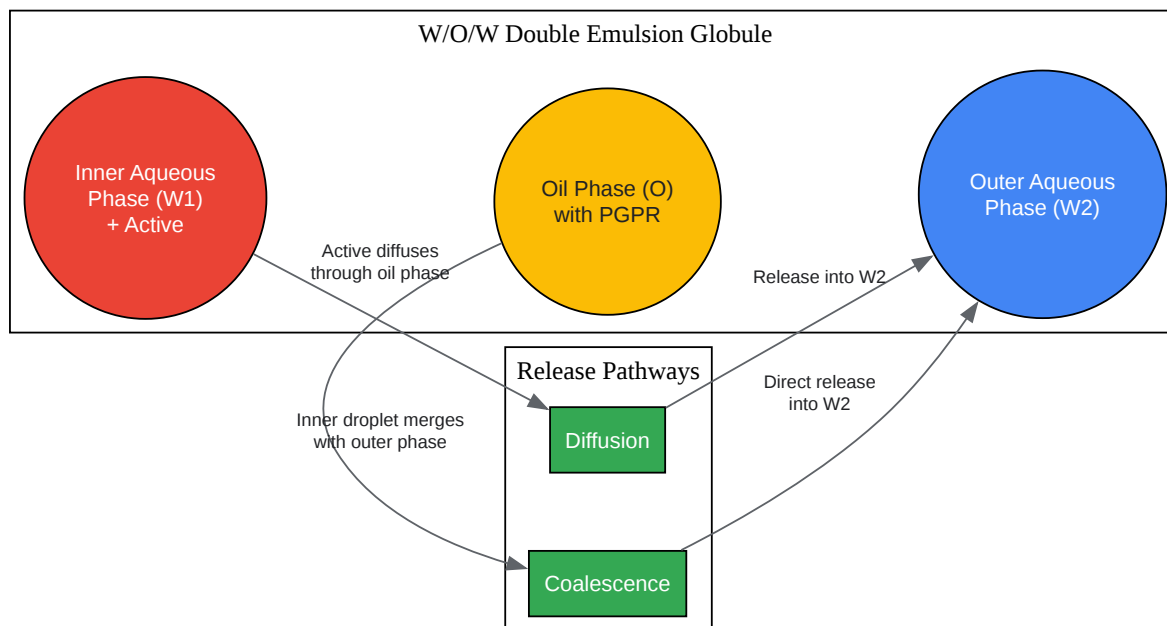 W/O/W Double Emulsion Globule
Inner Aqueous
Phase (W1)
+ Active
Oil Phase (O)
with PGPR
Outer Aqueous
Phase (W2)
Active diffuses
through oil phase
Release into W2
Release Pathways
Direct release
into W2
Inner droplet merges
with outer phase
Diffusion
Coalescence